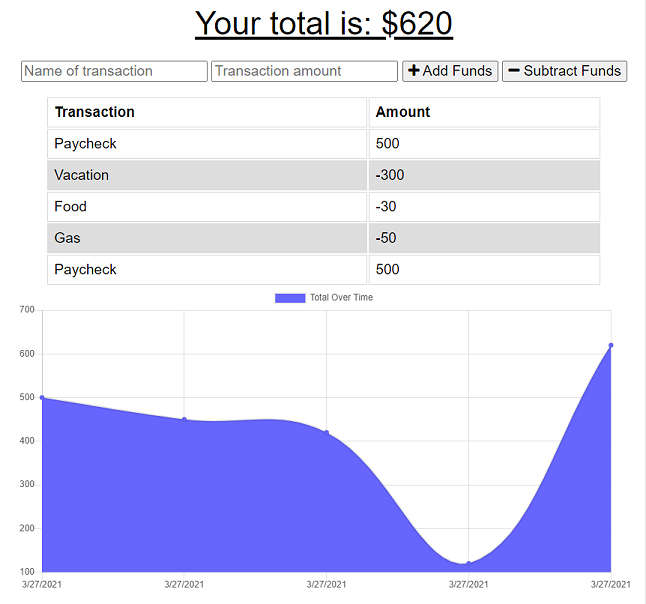 Your total is: $620
Name of transaction Transaction amount + Add Funds − Subtract Funds
Transaction Amount
Paycheck 500
Vacation -300
Food -30
Gas -50
Paycheck 500
Total Over Time
700
600
500
400
300
200
100
3/27/2021 3/27/2021 3/27/2021 3/27/2021 3/27/2021